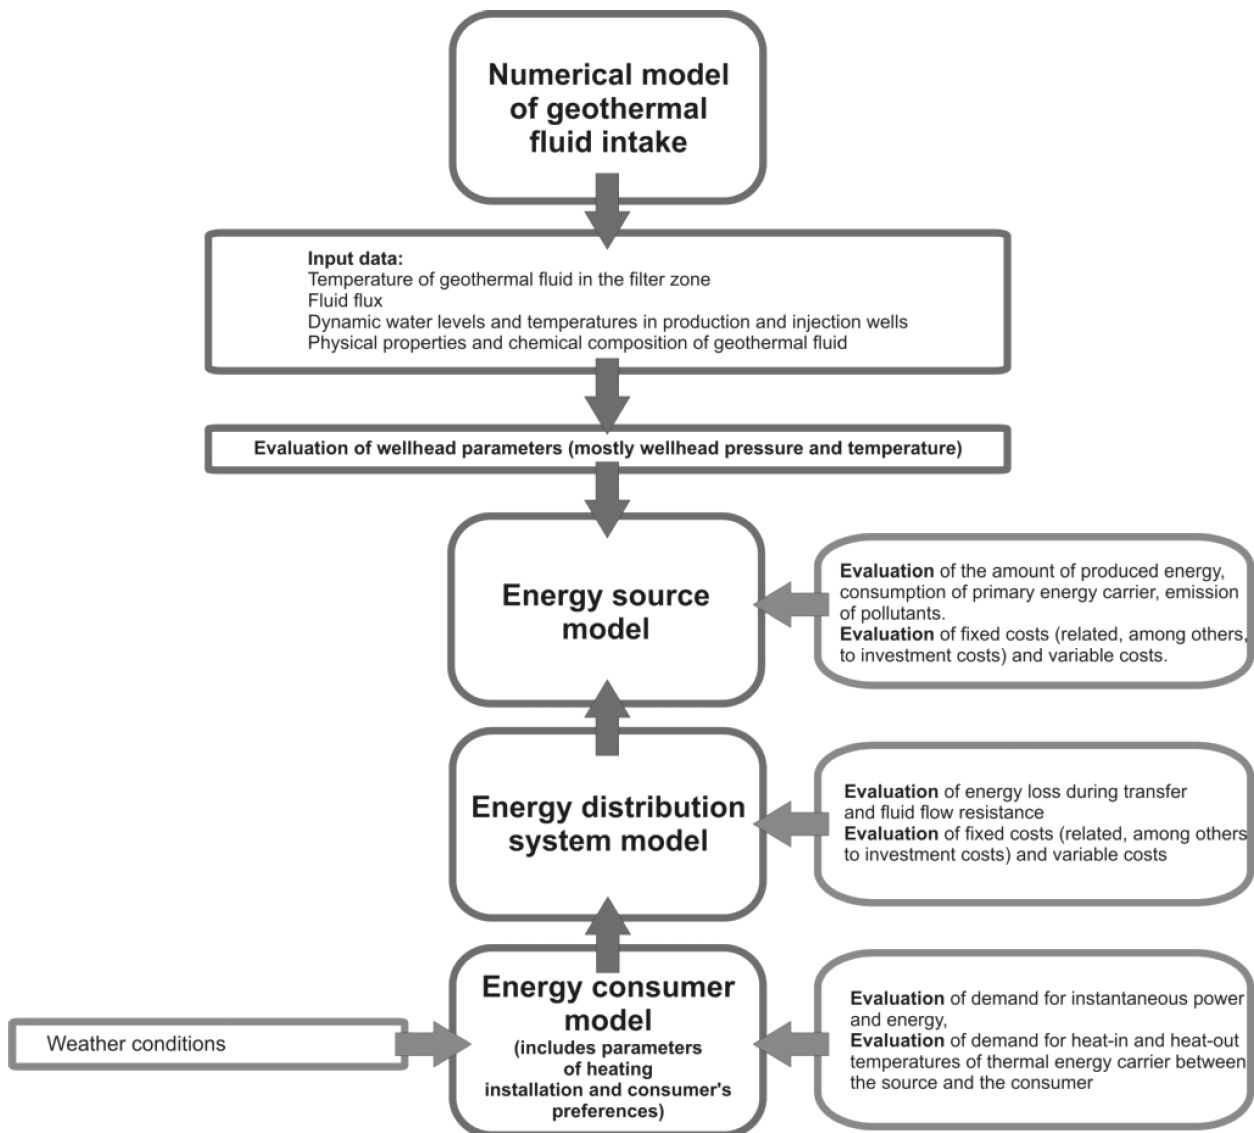 Numerical model
of geothermal
fluid intake
Input data:
Temperature of geothermal fluid in the filter zone
Fluid flux
Dynamic water levels and temperatures in production and injection wells
Physical properties and chemical composition of geothermal fluid
Evaluation of wellhead parameters (mostly wellhead pressure and temperature)
Energy source
model
Evaluation of the amount of produced energy,
consumption of primary energy carrier, emission
of pollutants.
Evaluation of fixed costs (related, among others,
to investment costs) and variable costs.
Energy distribution
system model
Evaluation of energy loss during transfer
and fluid flow resistance
Evaluation of fixed costs (related, among others
to investment costs) and variable costs
Energy consumer
model
(includes parameters
of heating
installation and consumer's
preferences)
Weather conditions
Evaluation of demand for instantaneous power
and energy,
Evaluation of demand for heat-in and heat-out
temperatures of thermal energy carrier between
the source and the consumer